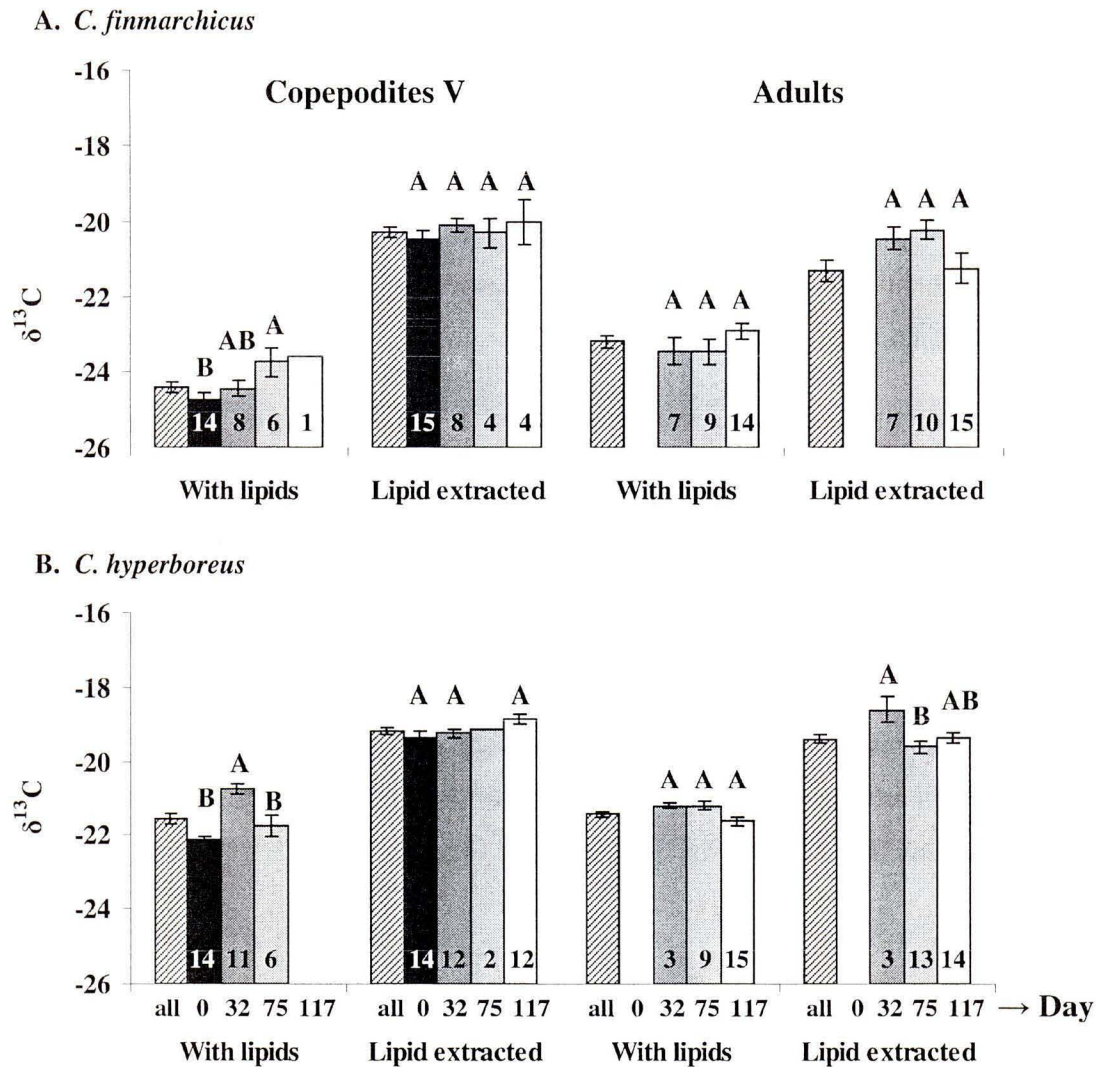 A. C. finmarchicus
-16
Copepodites V
Adults
-18
A A A A
A A A
-20
A A A
-22
δ13C
B AB A
-24
14 8 6 1
15 8 4 4
7 9 14
7 10 15
-26
With lipids
Lipid extracted
With lipids
Lipid extracted
B. C. hyperboreus
-16
-18
A A A
A B AB
-20
B A B
A A A
δ13C
-22
-24
14 11 6
14 12 2 12
3 9 15
3 13 14
-26
all 0 32 75 117
all 0 32 75 117
all 0 32 75 117
all 0 32 75 117
→ Day
With lipids
Lipid extracted
With lipids
Lipid extracted